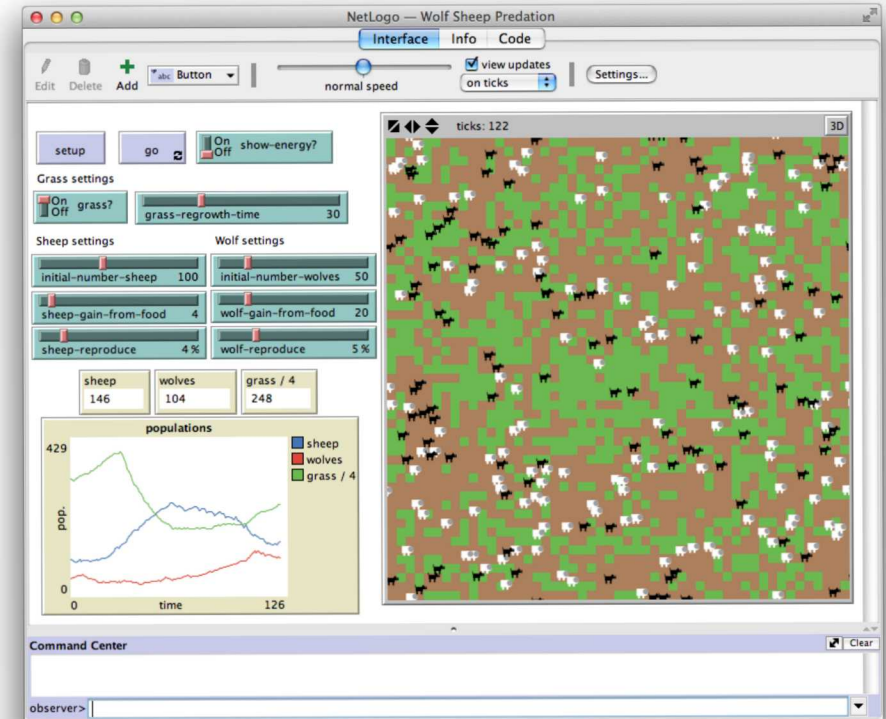 NetLogo — Wolf Sheep Predation
Interface Info Code
Edit Delete Add abc Button normal speed view updates on ticks Settings...
setup go On Off show-energy? ticks: 122 3D
Grass settings
On Off grass? grass-regrowth-time 30
Sheep settings Wolf settings
initial-number-sheep 100 initial-number-wolves 50
sheep-gain-from-food 4 wolf-gain-from-food 20
sheep-reproduce 4 % wolf-reproduce 5 %
sheep wolves grass / 4
146 104 248
populations
429
pop.
0
0 time 126
sheep
wolves
grass / 4
Command Center Clear
observer>